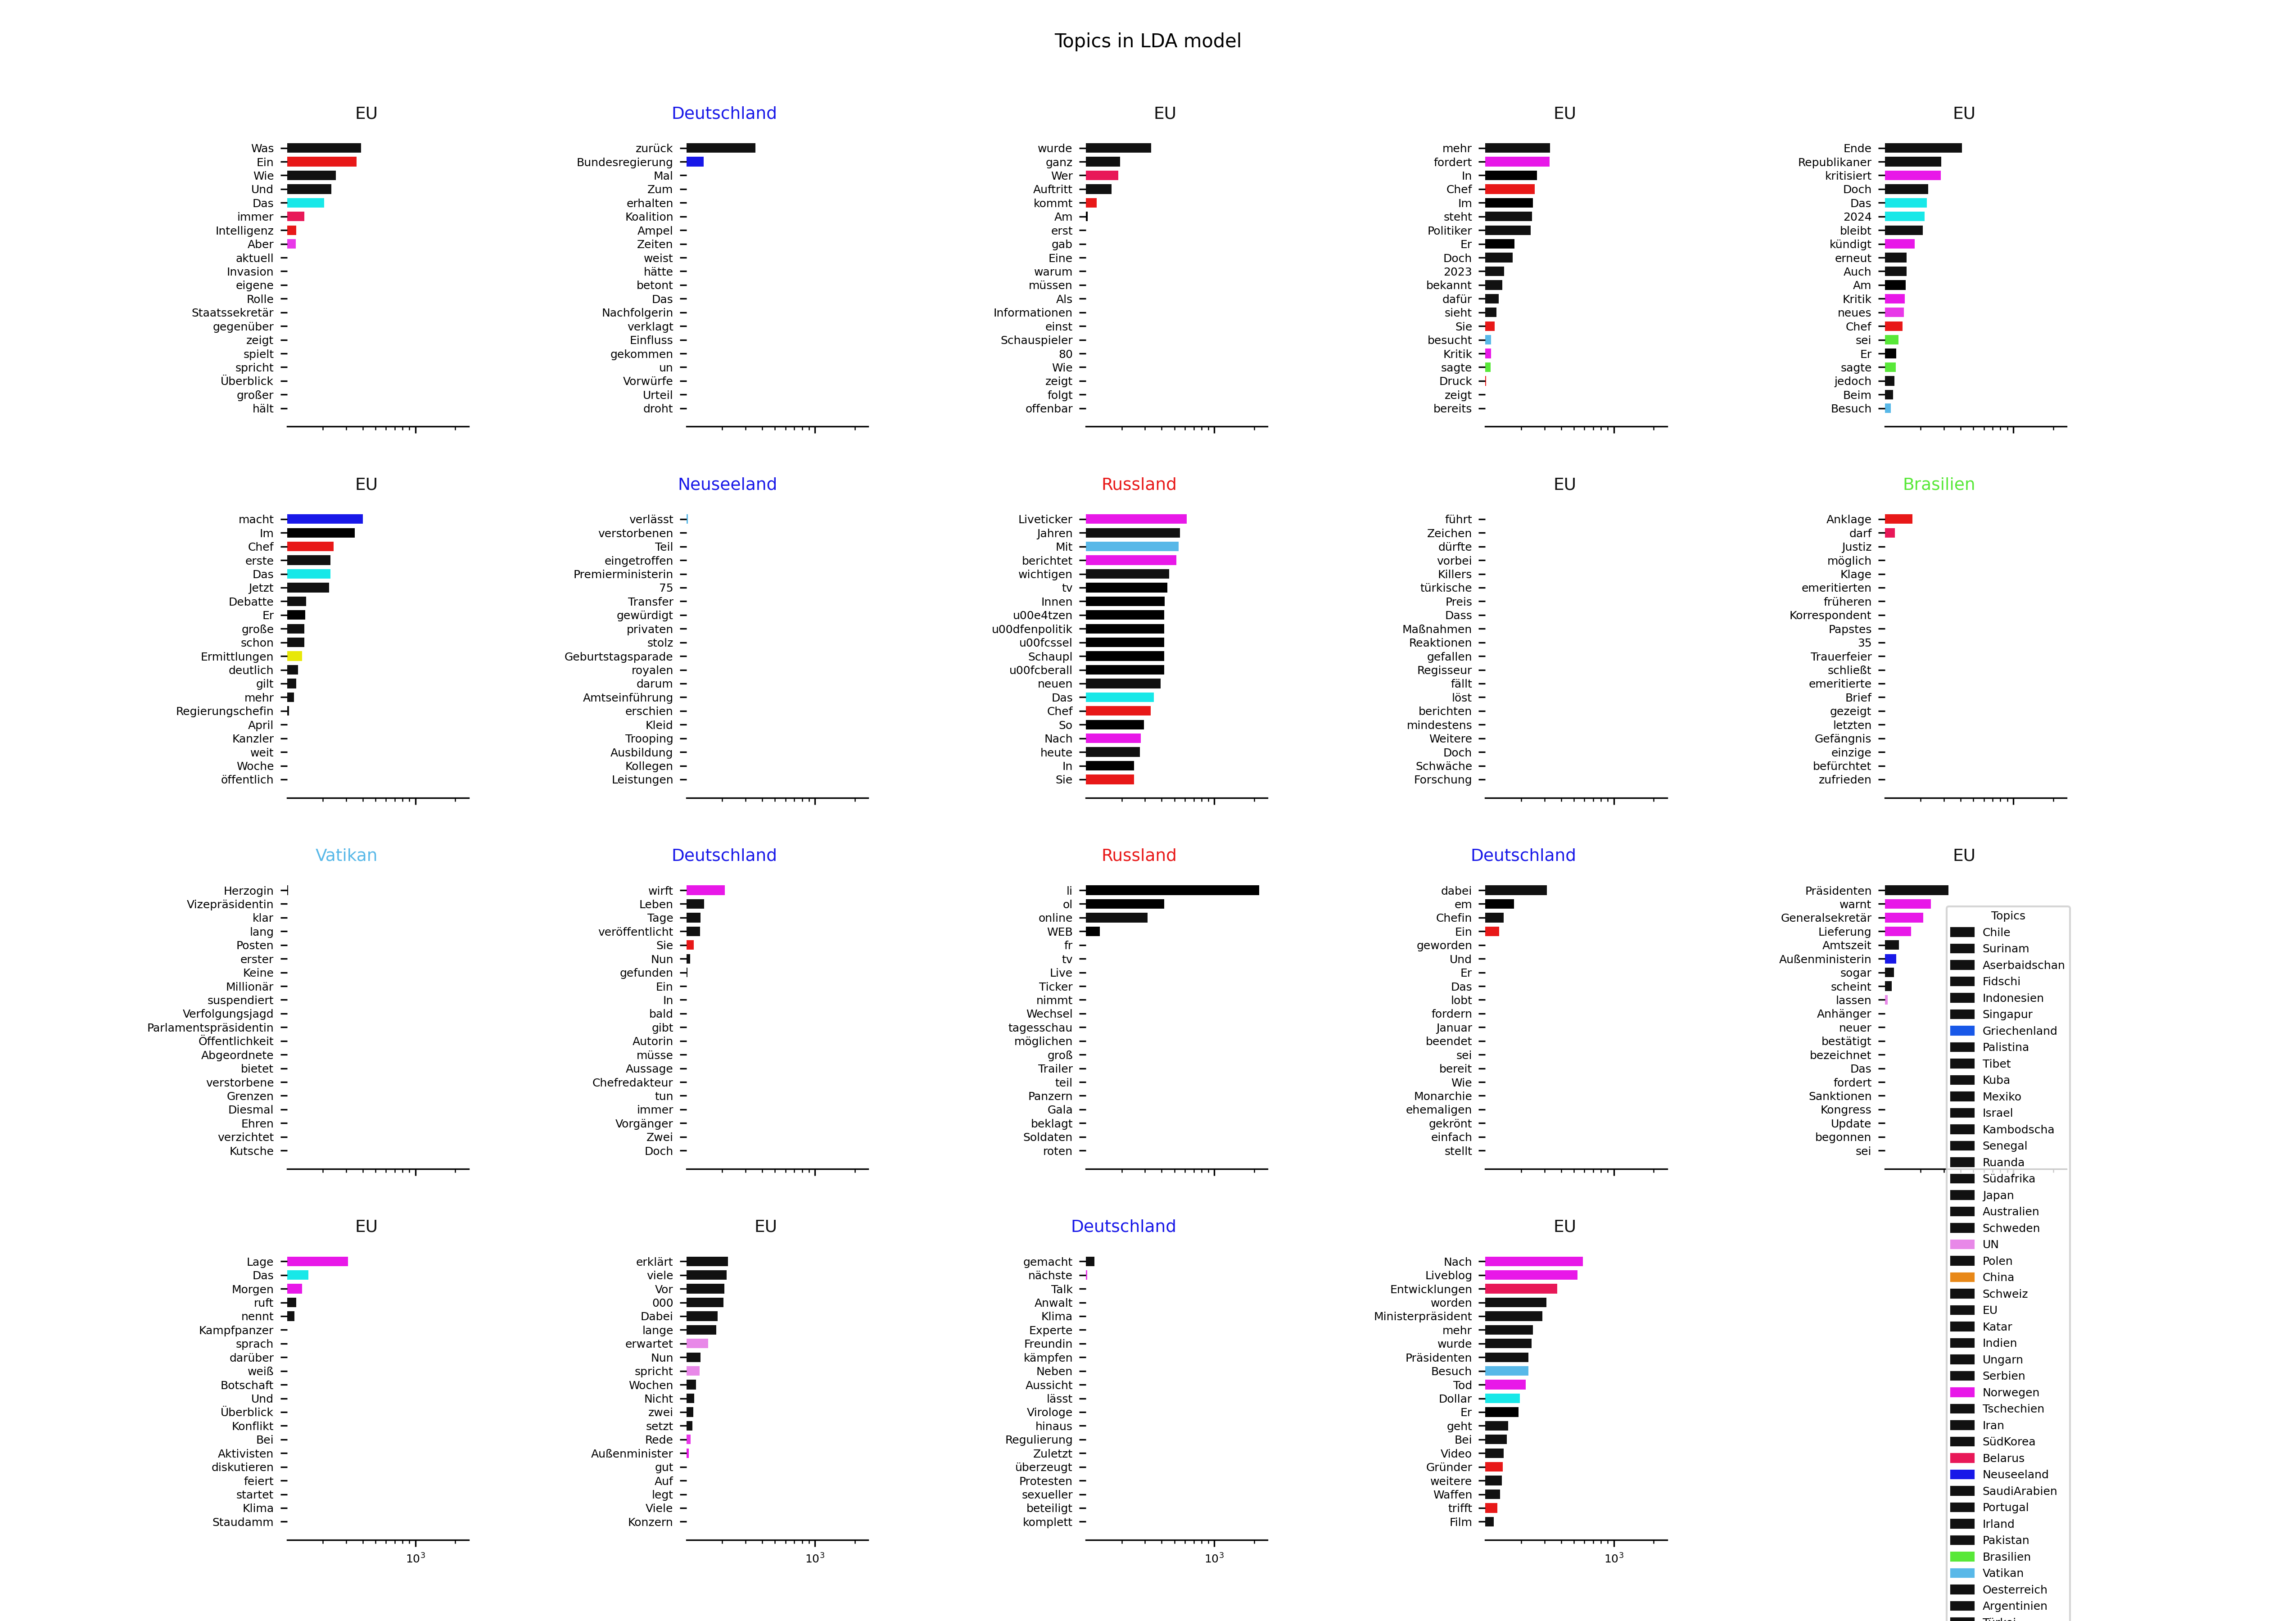 Topics in LDA model
EU
Was
Ein
Wie
Und
Das
immer
Intelligenz
Aber
aktuell
Invasion
eigene
Rolle
Staatssekretär
gegenüber
zeigt
spielt
spricht
Überblick
großer
hält
Deutschland
zurück
Bundesregierung
Mal
Zum
erhalten
Koalition
Ampel
Zeiten
weist
hätte
betont
Das
Nachfolgerin
verklagt
Einfluss
gekommen
un
Vorwürfe
Urteil
droht
EU
wurde
ganz
Wer
Auftritt
kommt
Am
erst
gab
Eine
warum
müssen
Als
Informationen
einst
Schauspieler
80
Wie
zeigt
folgt
offenbar
EU
mehr
fordert
In
Chef
Im
steht
Politiker
Er
Doch
2023
bekannt
dafür
sieht
Sie
besucht
Kritik
sagte
Druck
zeigt
bereits
EU
Ende
Republikaner
kritisiert
Doch
Das
2024
bleibt
kündigt
erneut
Auch
Am
Kritik
neues
Chef
sei
Er
sagte
jedoch
Beim
Besuch
EU
macht
Im
Chef
erste
Das
Jetzt
Debatte
Er
große
schon
Ermittlungen
deutlich
gilt
mehr
Regierungschefin
April
Kanzler
weit
Woche
öffentlich
Neuseeland
verlässt
verstorbenen
Teil
eingetroffen
Premierministerin
75
Transfer
gewürdigt
privaten
stolz
Geburtstagsparade
royalen
darum
Amtseinführung
erschien
Kleid
Trooping
Ausbildung
Kollegen
Leistungen
Russland
Liveticker
Jahren
Mit
berichtet
wichtigen
tv
Innen
u00e4tzen
u00dfenpolitik
u00fcssel
Schaupl
u00fcberall
neuen
Das
Chef
So
Nach
heute
In
Sie
EU
führt
Zeichen
dürfte
vorbei
Killers
türkische
Preis
Dass
Maßnahmen
Reaktionen
gefallen
Regisseur
fällt
löst
berichten
mindestens
Weitere
Doch
Schwäche
Forschung
Brasilien
Anklage
darf
Justiz
möglich
Klage
emeritierten
früheren
Korrespondent
Papstes
35
Trauerfeier
schließt
emeritierte
Brief
gezeigt
letzten
Gefängnis
einzige
befürchtet
zufrieden
Vatikan
Herzogin
Vizepräsidentin
klar
lang
Posten
erster
Keine
Millionär
suspendiert
Verfolgungsjagd
Parlamentspräsidentin
Öffentlichkeit
Abgeordnete
bietet
verstorbene
Grenzen
Diesmal
Ehren
verzichtet
Kutsche
Deutschland
wirft
Leben
Tage
veröffentlicht
Sie
Nun
gefunden
Ein
In
bald
gibt
Autorin
müsse
Aussage
Chefredakteur
tun
immer
Vorgänger
Zwei
Doch
Russland
li
ol
online
WEB
fr
tv
Live
Ticker
nimmt
Wechsel
tagesschau
möglichen
groß
Trailer
teil
Panzern
Gala
beklagt
Soldaten
roten
Deutschland
dabei
em
Chefin
Ein
geworden
Und
Er
Das
lobt
fordern
Januar
beendet
sei
bereit
Wie
Monarchie
ehemaligen
gekrönt
einfach
stellt
EU
Präsidenten
warnt
Generalsekretär
Lieferung
Amtszeit
Außenministerin
sogar
scheint
lassen
Anhänger
neuer
bestätigt
bezeichnet
Das
fordert
Sanktionen
Kongress
Update
begonnen
sei
EU
Lage
Das
Morgen
ruft
nennt
Kampfpanzer
sprach
darüber
weiß
Botschaft
Und
Überblick
Konflikt
Bei
Aktivisten
diskutieren
feiert
startet
Klima
Staudamm
10³
EU
erklärt
viele
Vor
000
Dabei
lange
erwartet
Nun
spricht
Wochen
Nicht
zwei
setzt
Rede
Außenminister
gut
Auf
legt
Viele
Konzern
10³
Deutschland
gemacht
nächste
Talk
Anwalt
Klima
Experte
Freundin
kämpfen
Neben
Aussicht
lässt
Virologe
hinaus
Regulierung
Zuletzt
überzeugt
Protesten
sexueller
beteiligt
komplett
10³
EU
Nach
Liveblog
Entwicklungen
worden
Ministerpräsident
mehr
wurde
Präsidenten
Besuch
Tod
Dollar
Er
geht
Bei
Video
Gründer
weitere
Waffen
trifft
Film
10³
Topics
Chile
Surinam
Aserbaidschan
Fidschi
Indonesien
Singapur
Griechenland
Palistina
Tibet
Kuba
Mexiko
Israel
Kambodscha
Senegal
Ruanda
Südafrika
Japan
Australien
Schweden
UN
Polen
China
Schweiz
EU
Katar
Indien
Ungarn
Serbien
Norwegen
Tschechien
Iran
SüdKorea
Belarus
Neuseeland
SaudiArabien
Portugal
Irland
Pakistan
Brasilien
Vatikan
Oesterreich
Argentinien